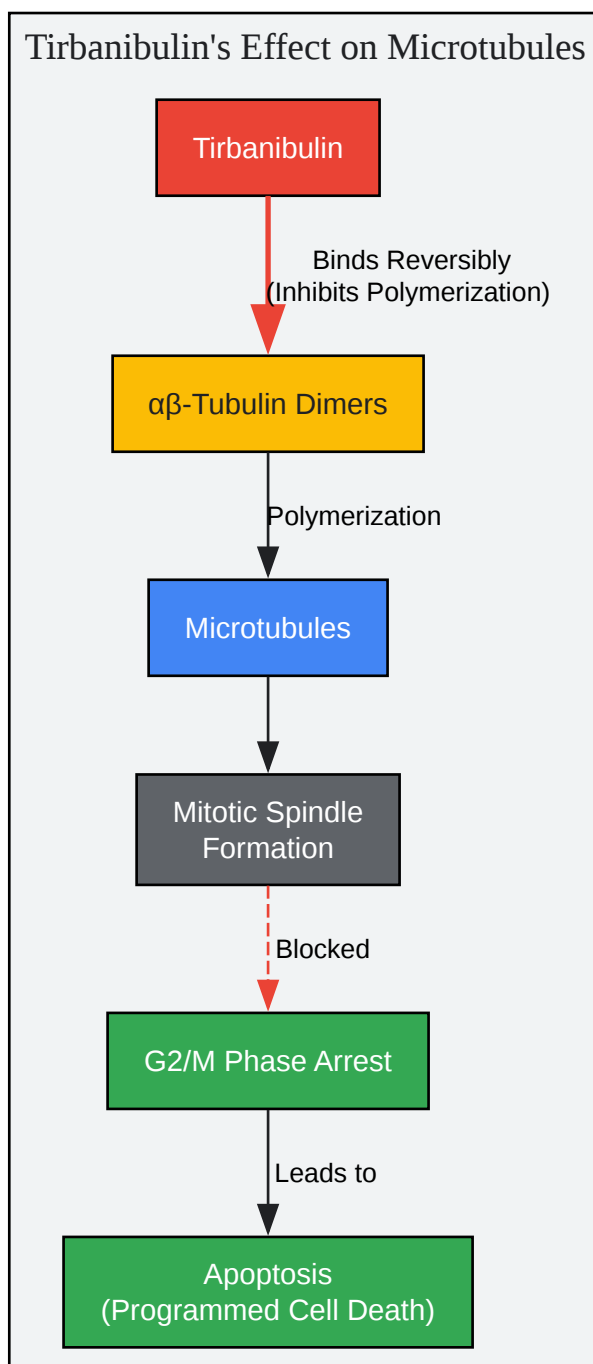 Tirbanibulin's Effect on Microtubules
Tirbanibulin
Binds Reversibly
(Inhibits Polymerization)
αβ-Tubulin Dimers
Polymerization
Microtubules
Mitotic Spindle
Formation
Blocked
G2/M Phase Arrest
Leads to
Apoptosis
(Programmed Cell Death)